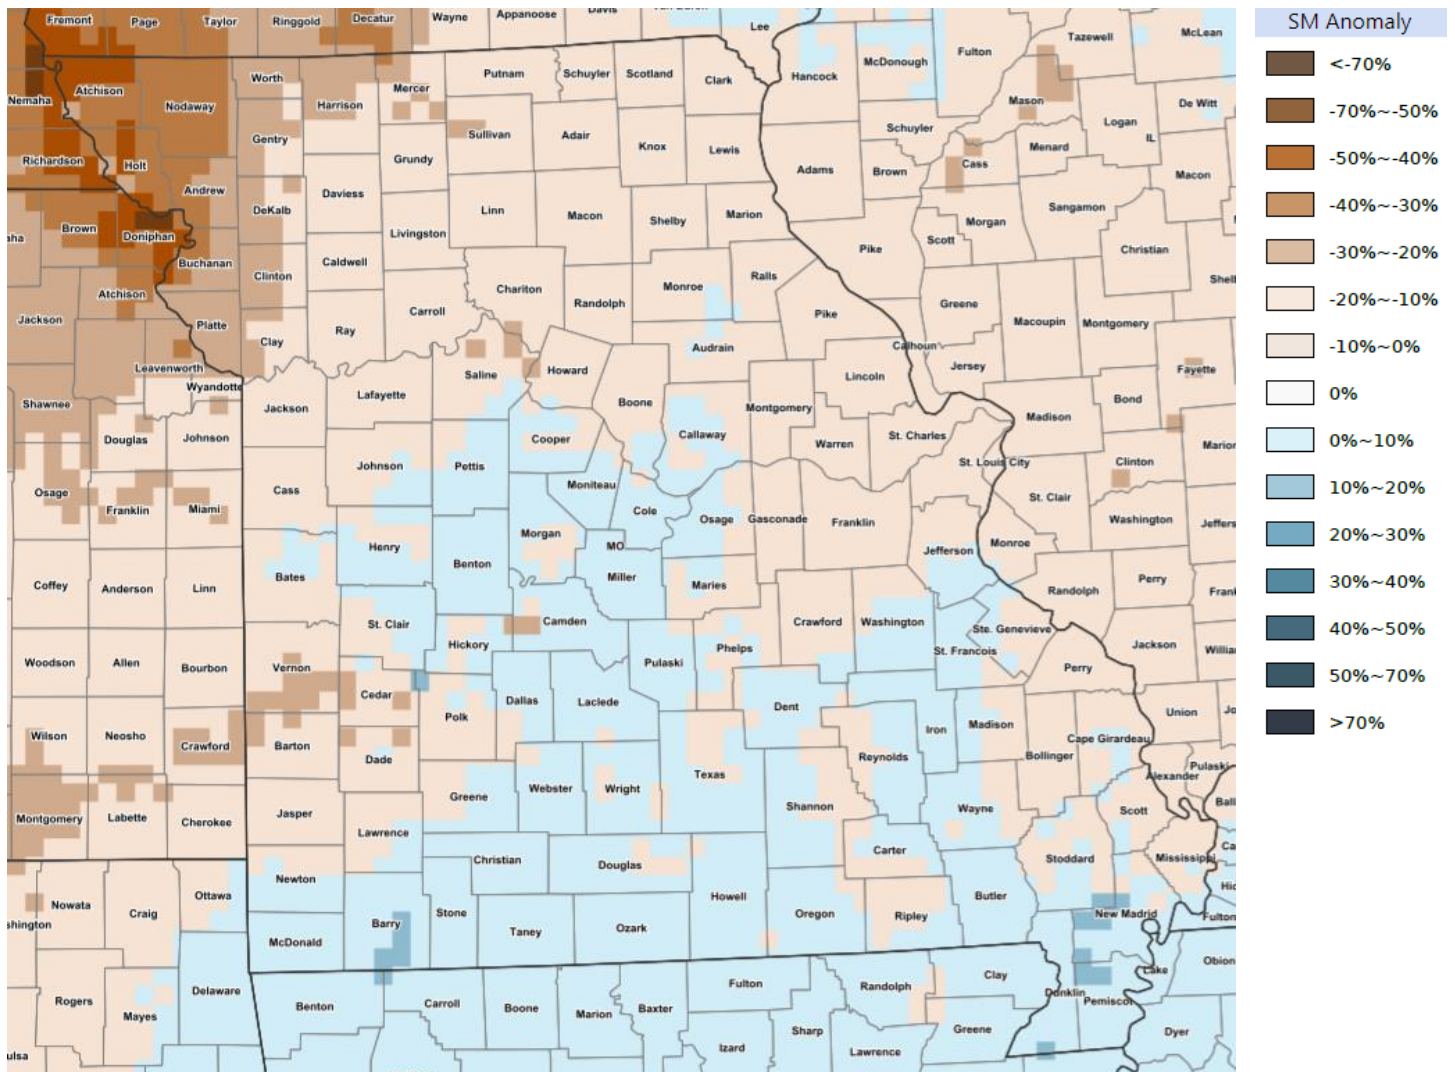 SM Anomaly
<-70%
-70%~-50%
-50%~-40%
-40%~-30%
-30%~-20%
-20%~-10%
-10%~0%
0%
0%~10%
10%~20%
20%~30%
30%~40%
40%~50%
50%~70%
>70%
Fremont Page Taylor Ringgold Decatur Wayne Appanoose Davis Lee
Fulton Tazewell McLean
Nemaha Atchison Nodaway Worth Harrison Mercer Putnam Schuyler Scotland Clark Hancock McDonough
Mason Logan De Witt
Gentry Sullivan Adair Knox Lewis Schuyler Menard IL
Richardson Holt Andrew Grundy Adams Brown Cass Macon
DeKalb Daviess Linn Macon Shelby Marion Morgan Sangamon
Brown Doniphan Buchanan Livingston Caldwell Pike Scott Christian
Atchison Clinton Chariton Randolph Monroe Ralls Greene
Jackson Platte Clay Ray Carroll Audrain Pike Calhoun Macoupin Montgomery
Leavenworth Wyandotte Saline Howard Lincoln Jersey Fayette
Shawnee Jackson Lafayette Boone Montgomery Madison Bond
Douglas Johnson Cooper Callaway Warren St. Charles Marion
Johnson Pettis Moniteau St. Louis City Clinton
Osage Franklin Miami Cass Cole Osage Gasconade Franklin St. Clair Washington
Henry Morgan MO Jefferson Monroe
Coffey Anderson Linn Bates Benton Miller Maries Randolph Perry
St. Clair Camden Crawford Washington Ste. Genevieve
Woodson Allen Bourbon Vernon Hickory Pulaski Phelps St. Francois Perry Jackson
Cedar Dallas Laclede Dent Union
Wilson Neosho Crawford Barton Polk Iron Madison Cape Girardeau
Dade Reynolds Bollinger Pulaski
Greene Webster Wright Texas Alexander
Montgomery Labette Cherokee Jasper Lawrence Shannon Wayne Scott
Christian Douglas Carter Stoddard Mississippi
Nowata Craig Ottawa Newton Howell Butler
McDonald Barry Stone Taney Ozark Oregon Ripley New Madrid Fulton
Rogers Mayes Delaware Benton Carroll Boone Marion Baxter Fulton Randolph Clay Dunklin Lake Obion
Pemiscot
Sharp Greene Dyer
Izard Lawrence